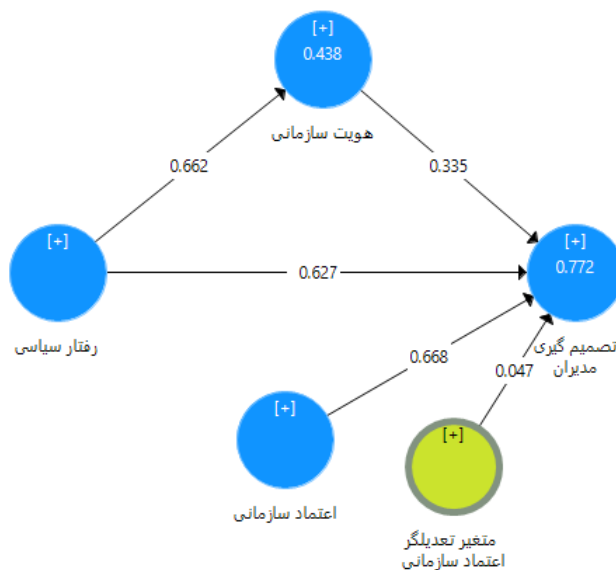 [+]
0.438
هویت سازمانی
0.662
0.335
[+]
[+]
0.772
0.627
رفتار سیاسی
تصمیم گیری
مدیران
0.668
0.047
[+]
[+]
اعتماد سازمانی
متغیر تعدیلگر
اعتماد سازمانی